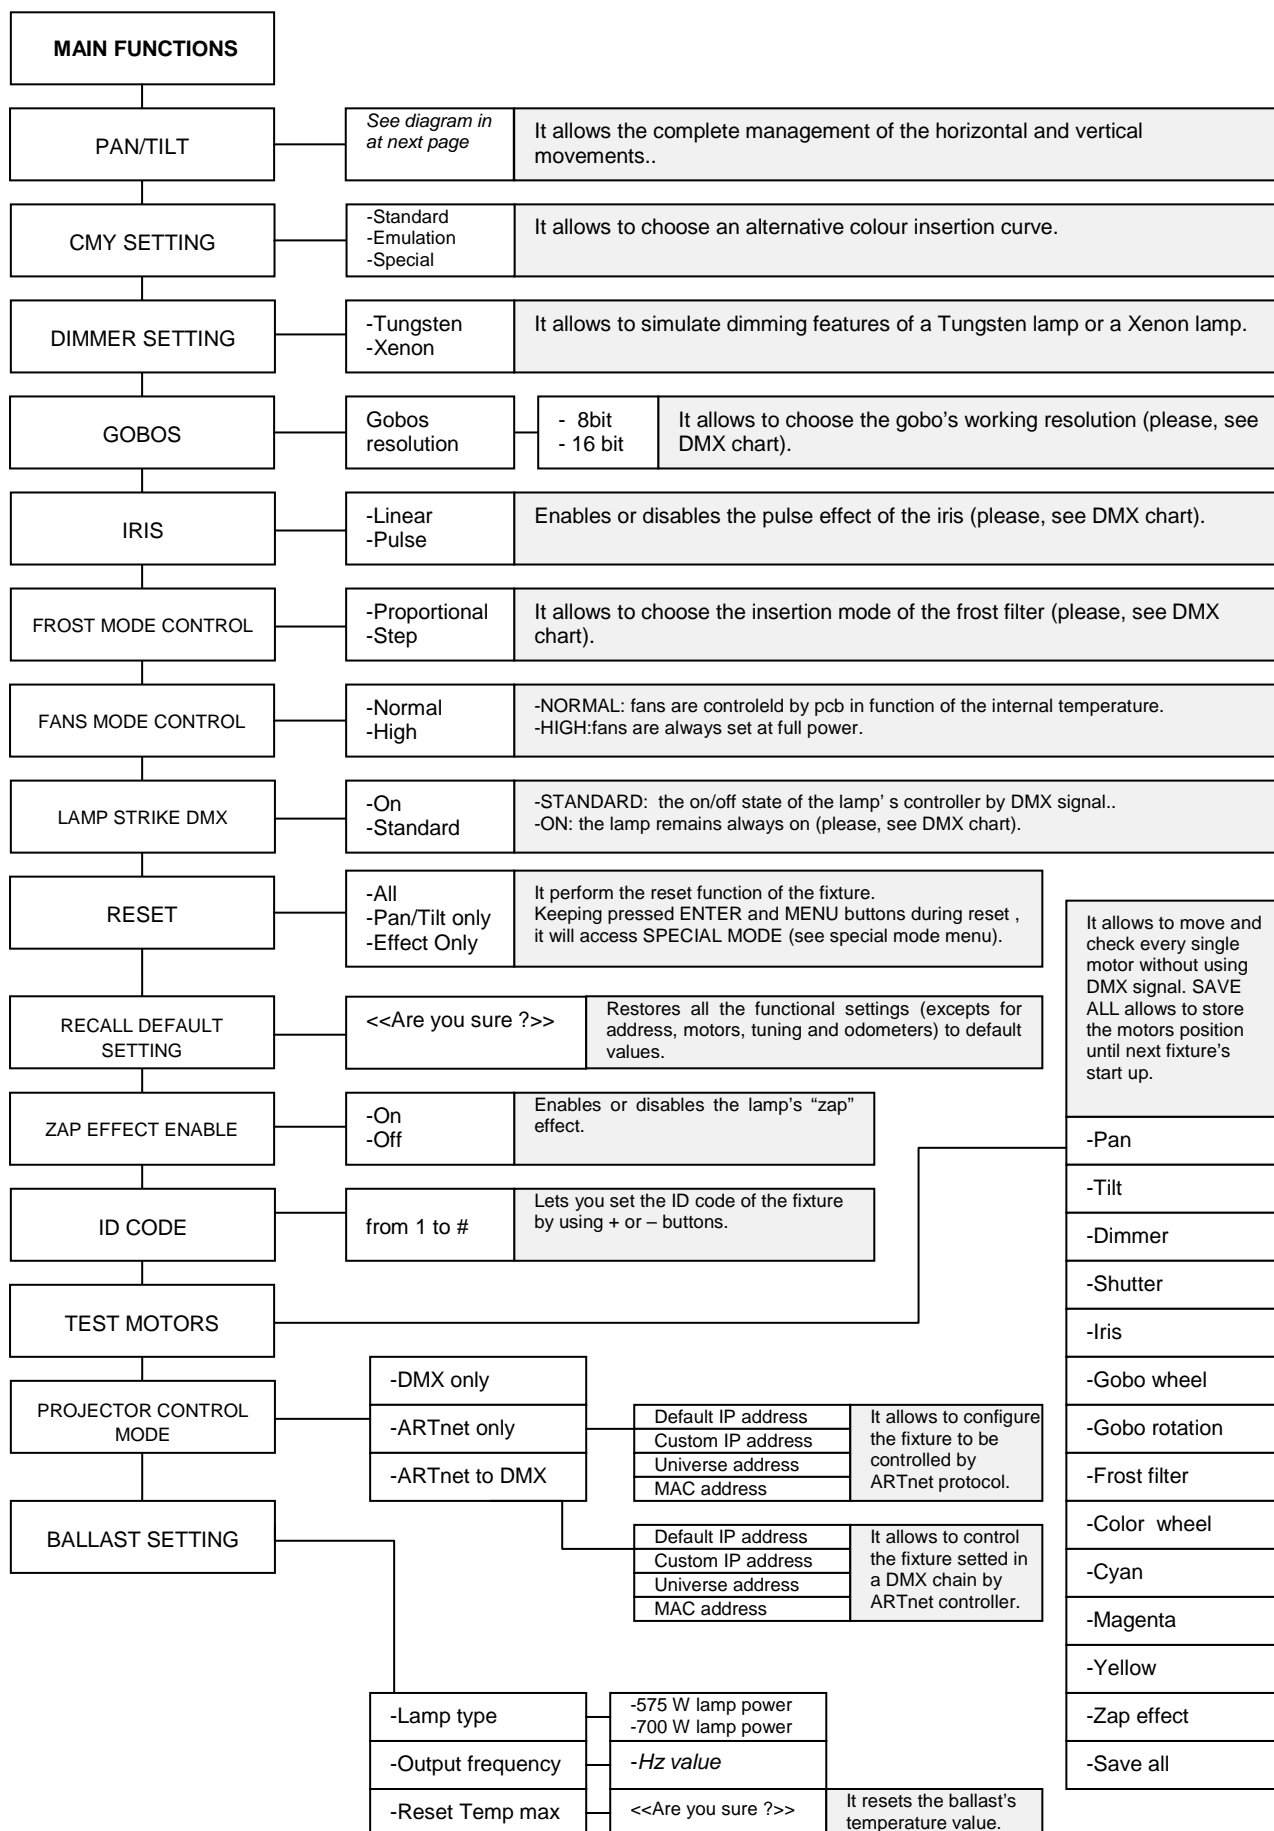 MAIN FUNCTIONS
PAN/TILT
See diagram in
at next page
It allows the complete management of the horizontal and vertical
movements..
CMY SETTING
-Standard
-Emulation
-Special
It allows to choose an alternative colour insertion curve.
DIMMER SETTING
-Tungsten
-Xenon
It allows to simulate dimming features of a Tungsten lamp or a Xenon lamp.
GOBOS
Gobos
resolution
- 8bit
- 16 bit
It allows to choose the gobo's working resolution (please, see
DMX chart).
IRIS
-Linear
-Pulse
Enables or disables the pulse effect of the iris (please, see DMX chart).
FROST MODE CONTROL
-Proportional
-Step
It allows to choose the insertion mode of the frost filter (please, see DMX
chart).
FANS MODE CONTROL
-Normal
-High
-NORMAL: fans are controleld by pcb in function of the internal temperature.
-HIGH:fans are always set at full power.
LAMP STRIKE DMX
-On
-Standard
-STANDARD: the on/off state of the lamp' s controller by DMX signal..
-ON: the lamp remains always on (please, see DMX chart).
RESET
-All
-Pan/Tilt only
-Effect Only
It perform the reset function of the fixture.
Keeping pressed ENTER and MENU buttons during reset ,
it will access SPECIAL MODE (see special mode menu).
RECALL DEFAULT
SETTING
<<Are you sure ?>>
Restores all the functional settings (excepts for
address, motors, tuning and odometers) to default
values.
ZAP EFFECT ENABLE
-On
-Off
Enables or disables the lamp's "zap"
effect.
ID CODE
from 1 to #
Lets you set the ID code of the fixture
by using + or – buttons.
TEST MOTORS
It allows to move and
check every single
motor without using
DMX signal. SAVE
ALL allows to store
the motors position
until next fixture's
start up.
-Pan
-Tilt
-Dimmer
-Shutter
-Iris
-Gobo wheel
-Gobo rotation
-Frost filter
-Color wheel
-Cyan
-Magenta
-Yellow
-Zap effect
-Save all
PROJECTOR CONTROL
MODE
-DMX only
-ARTnet only
-ARTnet to DMX
Default IP address
Custom IP address
Universe address
MAC address
It allows to configure
the fixture to be
controlled by
ARTnet protocol.
Default IP address
Custom IP address
Universe address
MAC address
It allows to control
the fixture setted in
a DMX chain by
ARTnet controller.
BALLAST SETTING
-Lamp type
-575 W lamp power
-700 W lamp power
-Output frequency
-Hz value
-Reset Temp max
<<Are you sure ?>>
It resets the ballast's
temperature value.